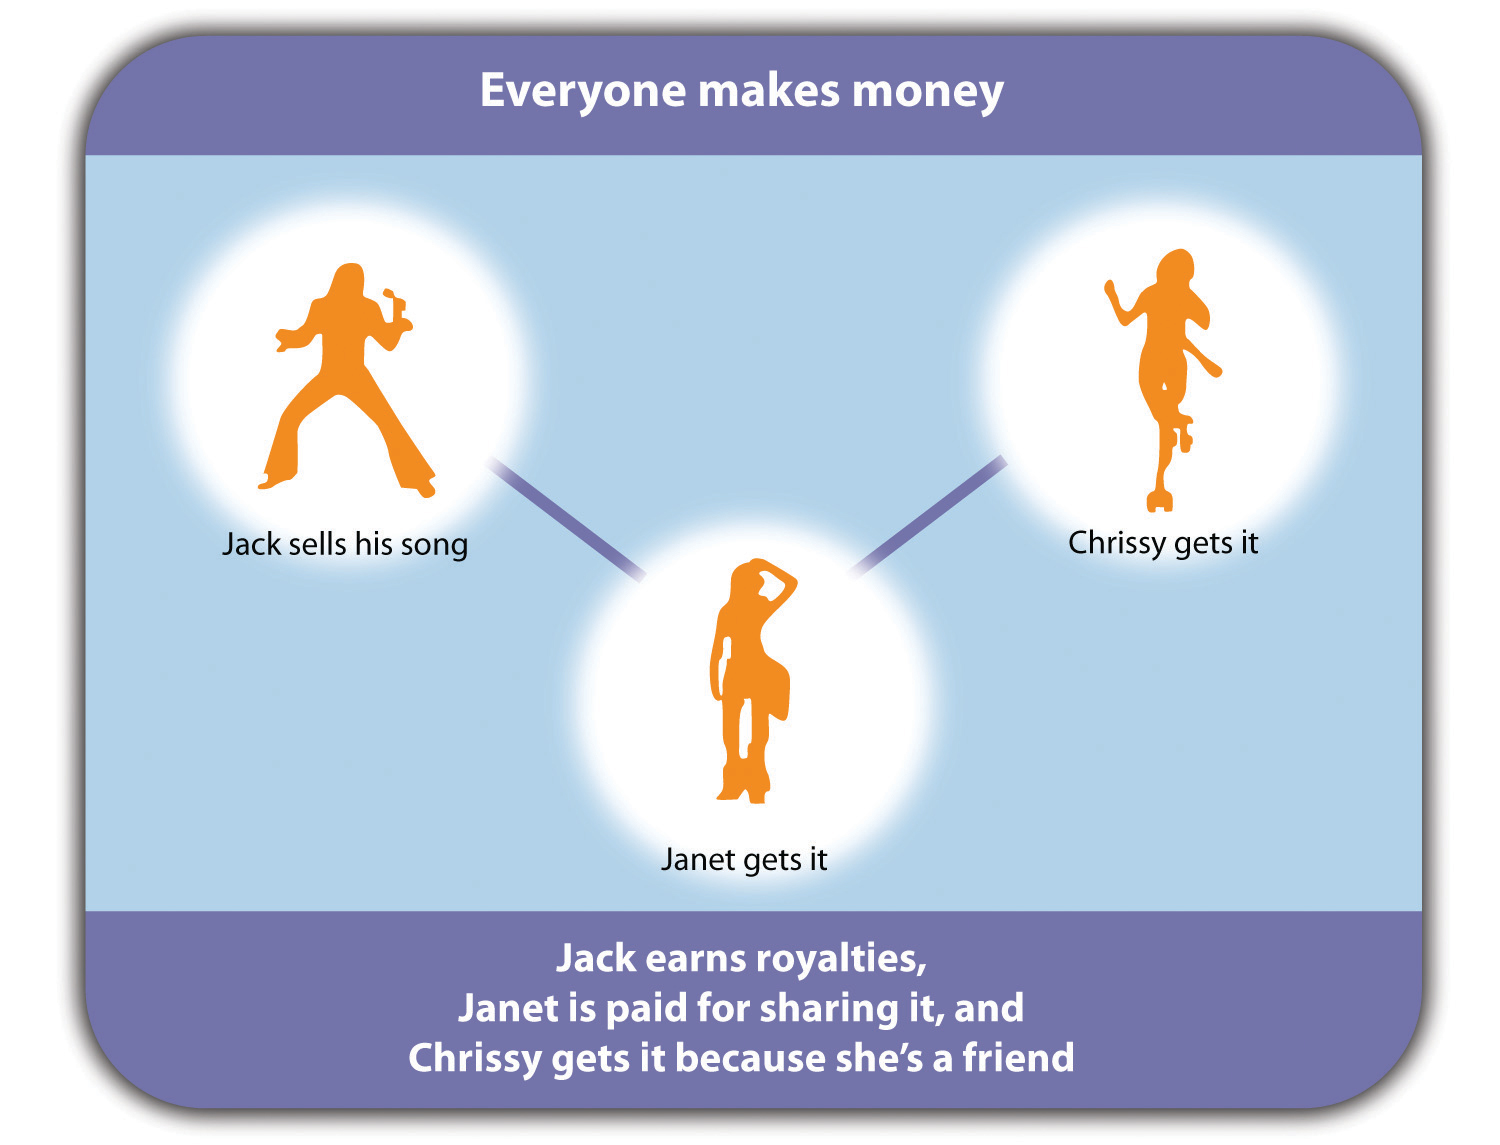 Everyone makes money
Jack sells his song
Chrissy gets it
Janet gets it
Jack earns royalties,
Janet is paid for sharing it, and
Chrissy gets it because she’s a friend